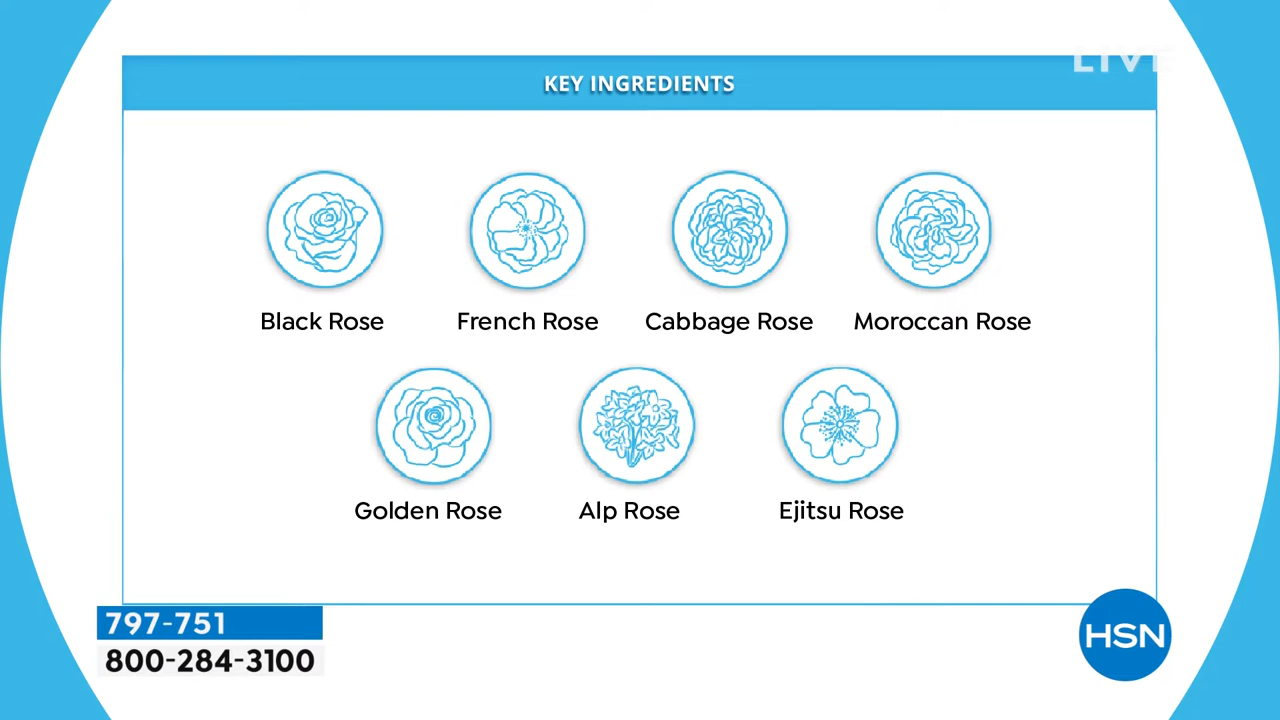 LIVE
KEY INGREDIENTS
Black Rose
French Rose
Cabbage Rose
Moroccan Rose
Golden Rose
Alp Rose
Ejitsu Rose
797-751
800-284-3100
HSN